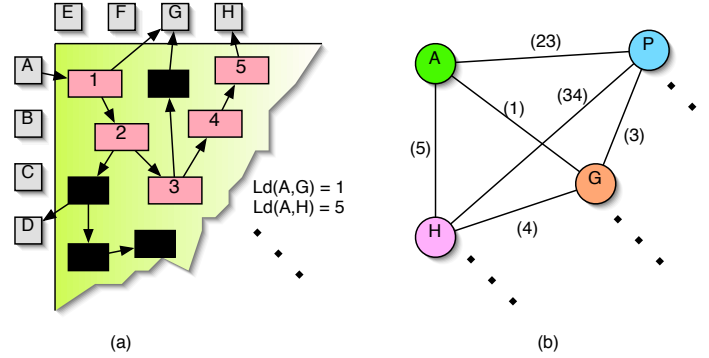 E F G H
A
B
C
D
1
2
3
4
5
Ld(A,G) = 1
Ld(A,H) = 5
(a)
A
P
G
H
(23)
(34)
(1)
(5)
(3)
(4)
(b)